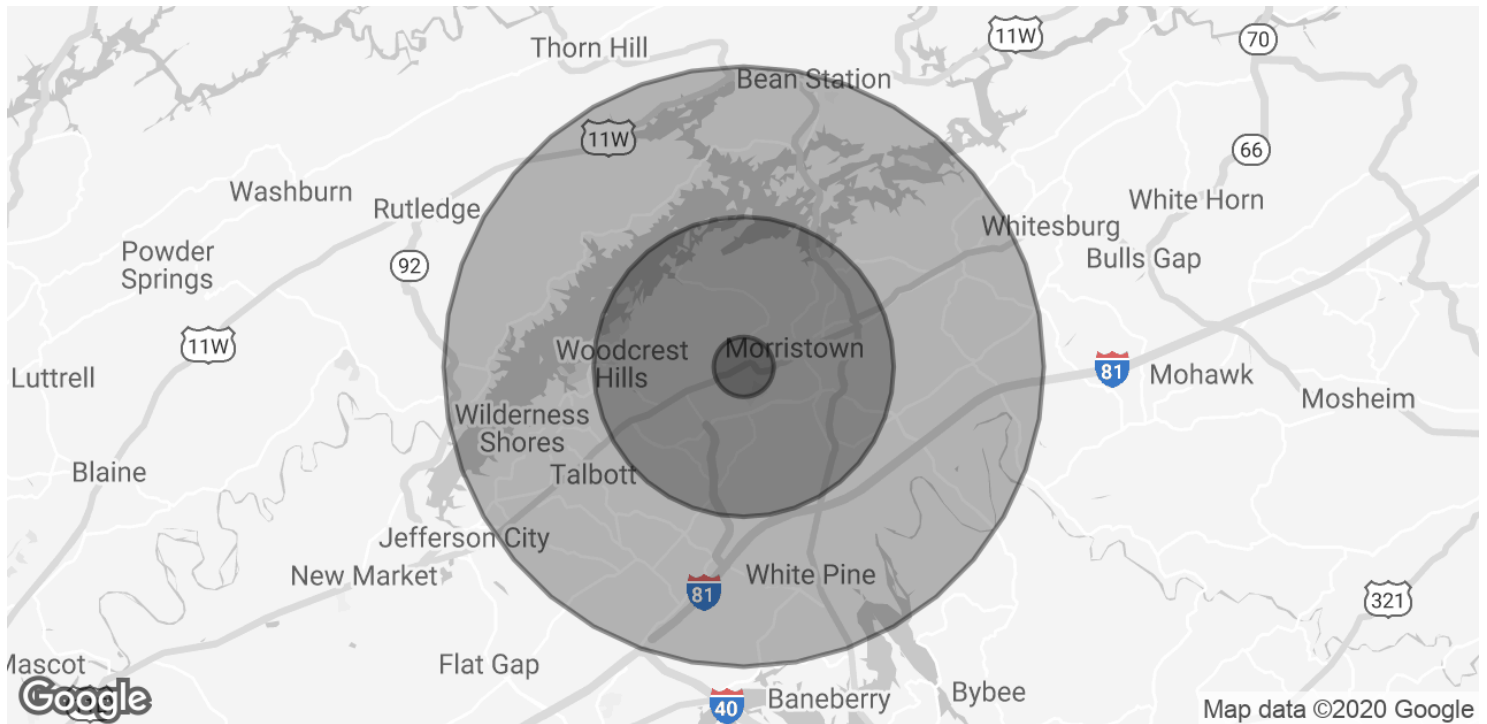 11W
70
Thorn Hill
Bean Station
11W
66
Washburn
Rutledge
White Horn
Whitesburg
Powder
Springs
92
Bulls Gap
11W
Woodcrest
Hills
Morristown
81
Luttrell
Mohawk
Mosheim
Wilderness
Shores
Blaine
Talbott
Jefferson City
New Market
White Pine
81
321
Mascot
Flat Gap
Baneberry
Bybee
40
Google
Map data ©2020 Google